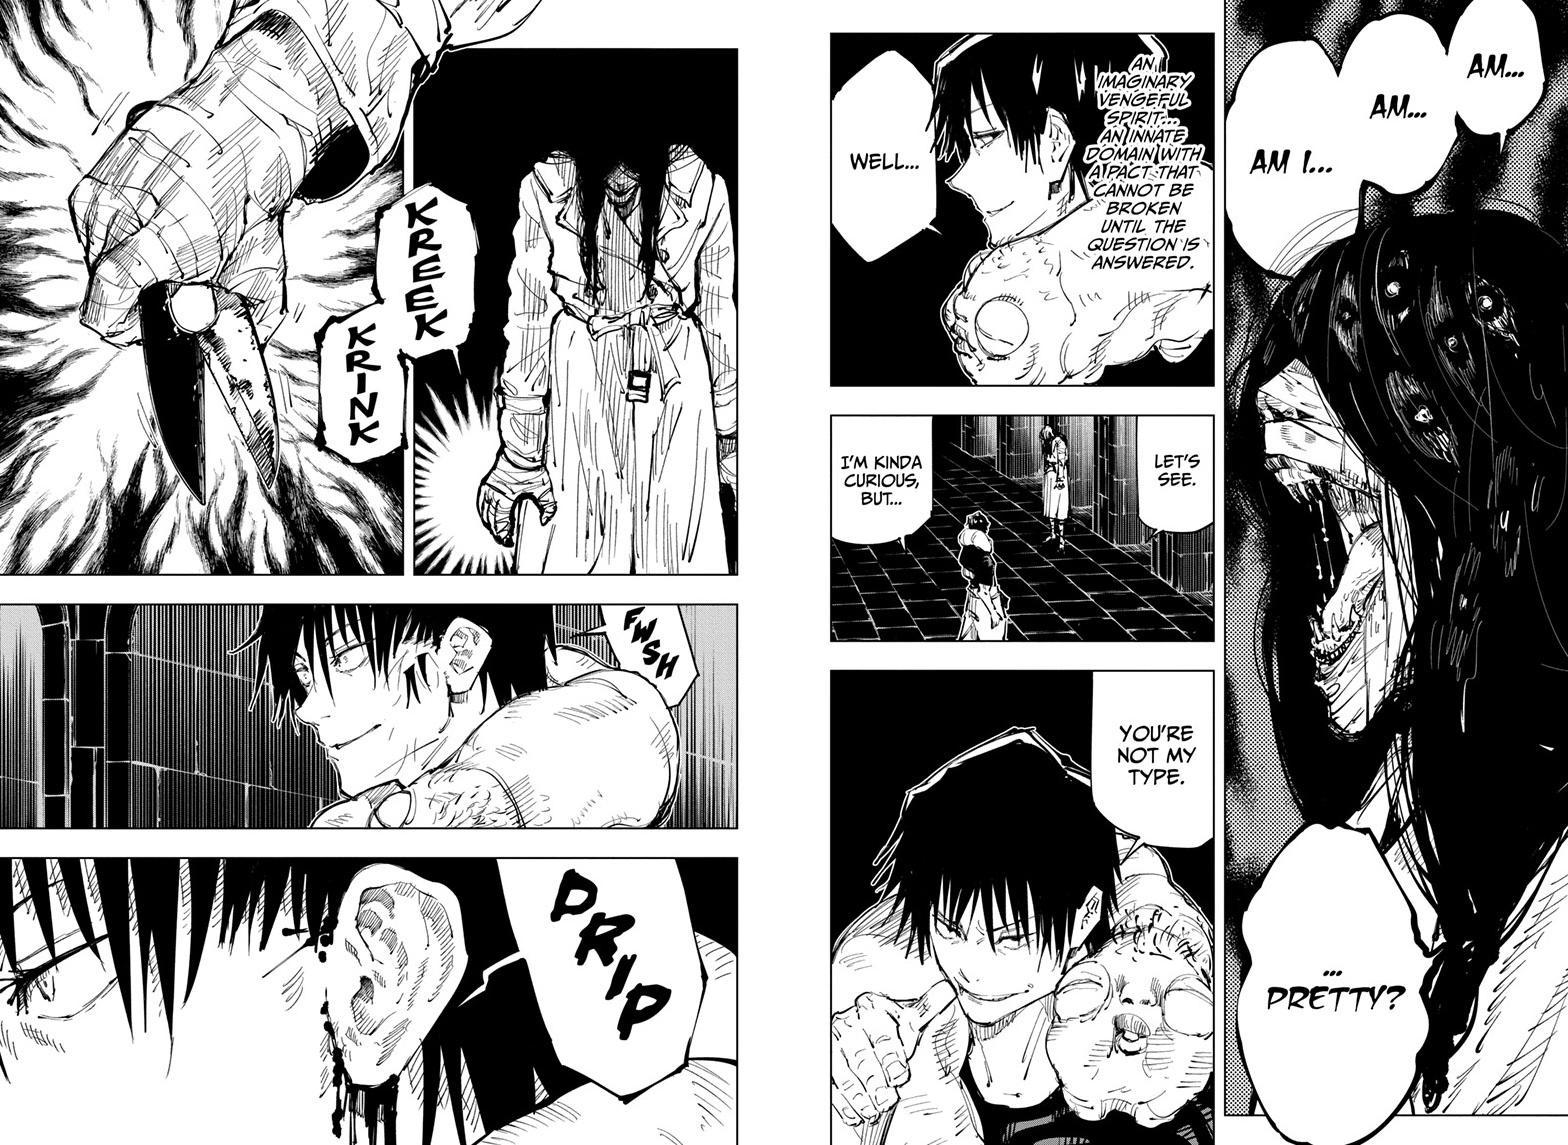 AM...
AM...
AM I...
...
PRETTY?
AN
IMAGINARY
VENGEFUL
SPIRIT...
AN INNATE
DOMAIN WITH
A PACT THAT
CANNOT BE
BROKEN
UNTIL THE
QUESTION IS
ANSWERED.
WELL...
LET'S
SEE.
I'M KINDA
CURIOUS,
BUT...
YOU'RE
NOT MY
TYPE.
KREEK
KRINK
FWSH
DRIP